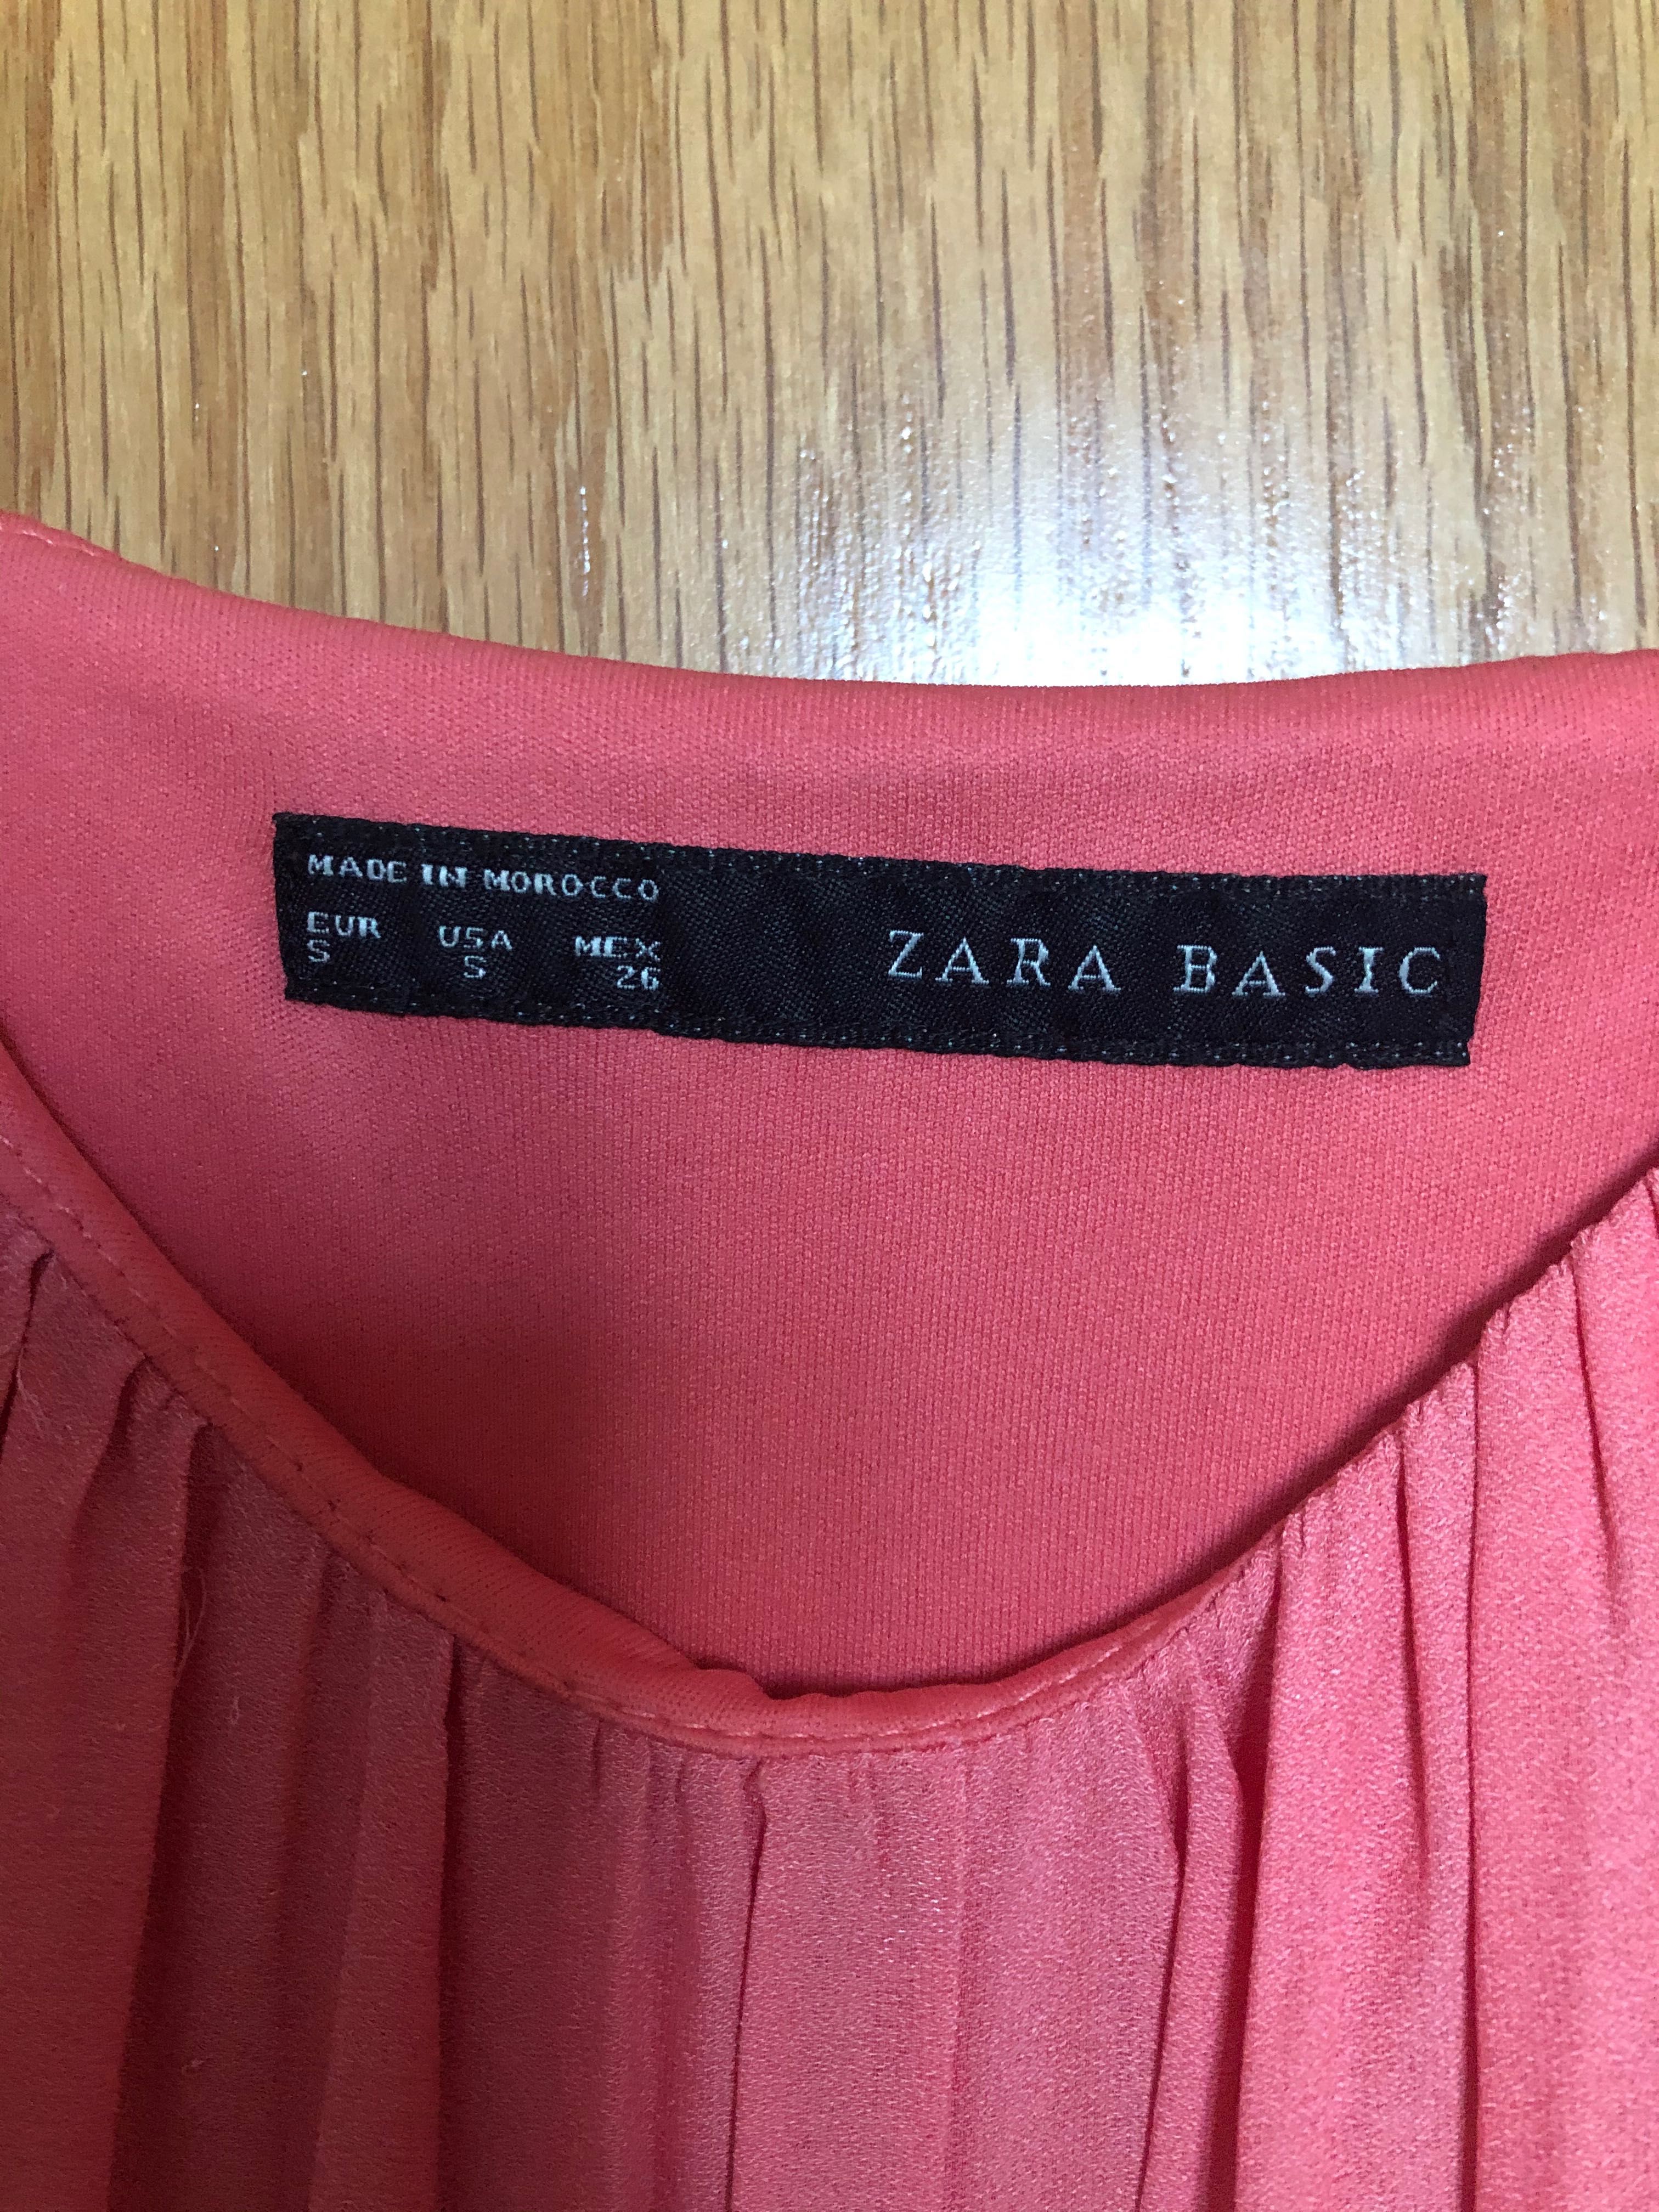 MADE IN MOROCCO
EUR USA MEX
S S 26
ZARA BASIC